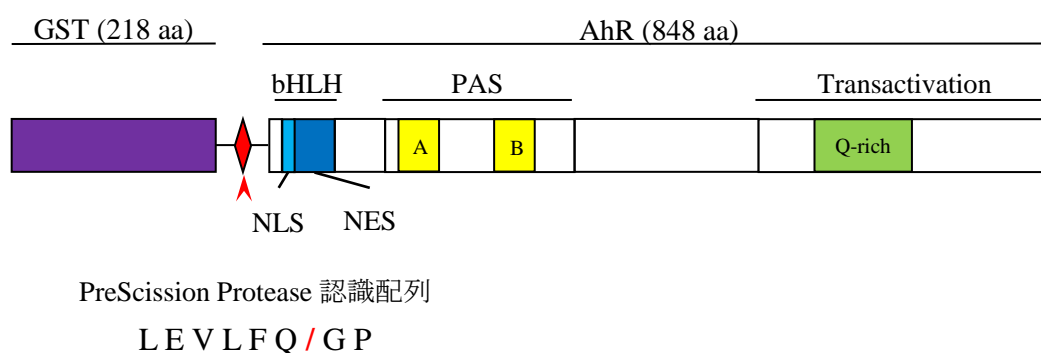 GST (218 aa)
AhR (848 aa)
bHLH
PAS
Transactivation
A
B
Q-rich
NLS
NES
PreScission Protease 認識配列
L E V L F Q / G P